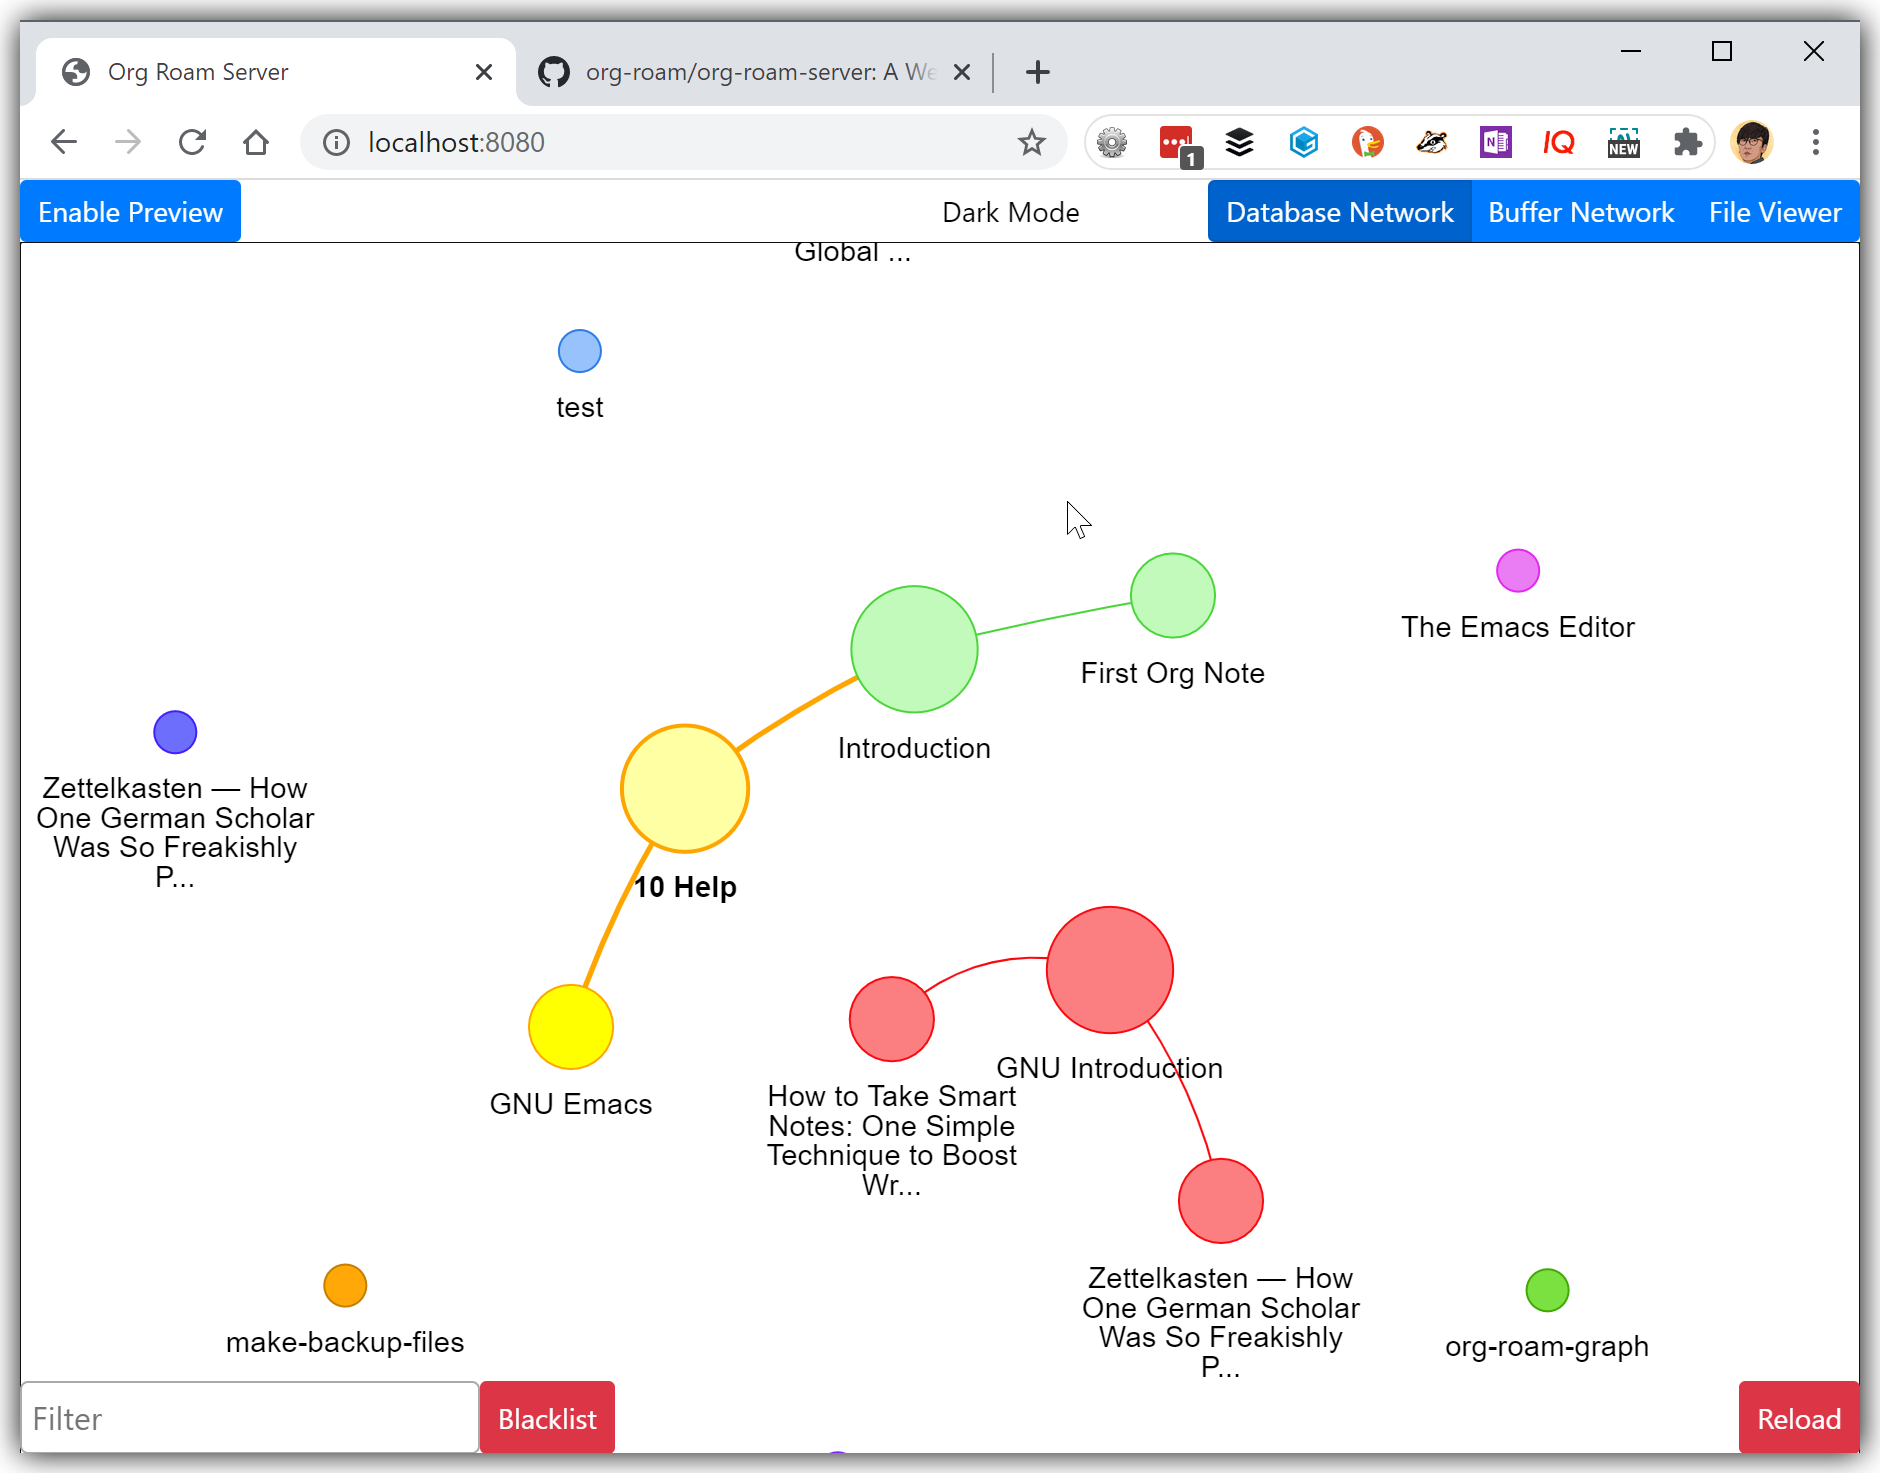 Org Roam Server
org-roam/org-roam-server: A We
localhost:8080
1
N
IQ
NEW
Enable Preview
Dark Mode
Database Network
Buffer Network
File Viewer
Global ...
test
First Org Note
The Emacs Editor
Introduction
Zettelkasten — How
One German Scholar
Was So Freakishly
P...
10 Help
GNU Emacs
GNU Introduction
How to Take Smart
Notes: One Simple
Technique to Boost
Wr...
Zettelkasten — How
One German Scholar
Was So Freakishly
P...
make-backup-files
org-roam-graph
Filter
Blacklist
Reload